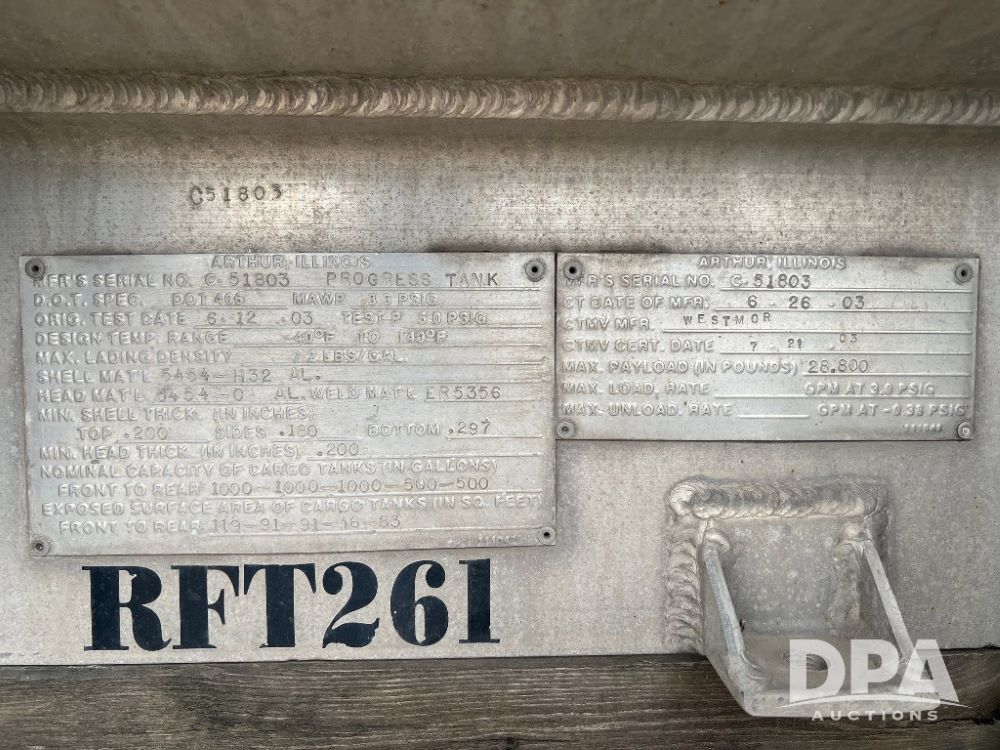 C51803
ARTHUR, ILLINOIS
MFR'S SERIAL NO. C-51803 PROGRESS TANK
D.O.T. SPEC. DOT 406 MAWP 3.3 PSIG
ORIG. TEST DATE 6-12-03 TEST P 5.0 PSIG
DESIGN TEMP. RANGE -40°F TO 140°F
MAX. LADING DENSITY 7.2 LBS/GAL.
SHELL MAT'L 5454-H32 AL.
HEAD MAT'L 5454-O AL. WELD MAT'L ER5356
MIN. SHELL THICK. (IN INCHES)
TOP .200 SIDES .180 BOTTOM .297
MIN. HEAD THICK. (IN INCHES) .200
NOMINAL CAPACITY OF CARGO TANKS (IN GALLONS)
FRONT TO REAR 1000-1000-1000-500-500
EXPOSED SURFACE AREA OF CARGO TANKS (IN SQ. FEET)
FRONT TO REAR 119-91-91-46-83
ARTHUR, ILLINOIS
MFR'S SERIAL NO. C-51803
CT DATE OF MFR. 6 26 03
CTMV MFR. WESTMOR
CTMV CERT. DATE 7 21 03
MAX. PAYLOAD (IN POUNDS) 28,800
MAX. LOAD. RATE GPM AT 3.0 PSIG
MAX. UNLOAD. RATE GPM AT -0.38 PSIG
RFT261
DPA
AUCTIONS